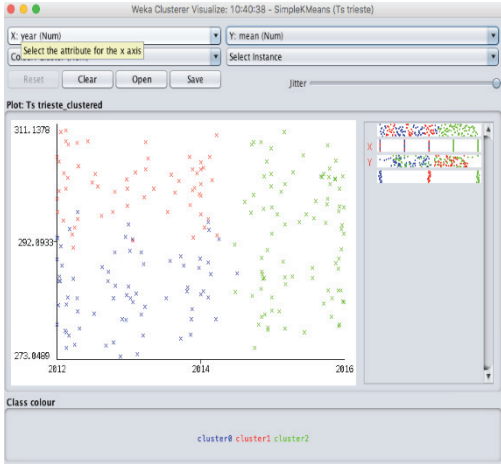 Weka Clusterer Visualize: 10:40:38 - SimpleKMeans (Ts trieste)
X: year (Num)
Y: mean (Num)
Select the attribute for the x axis
Select Instance
Reset
Clear
Open
Save
Jitter
Plot: Ts trieste_clustered
311.1378
X
Y
292.0933
273.0489
2012
2014
2016
Class colour
cluster0 cluster1 cluster2